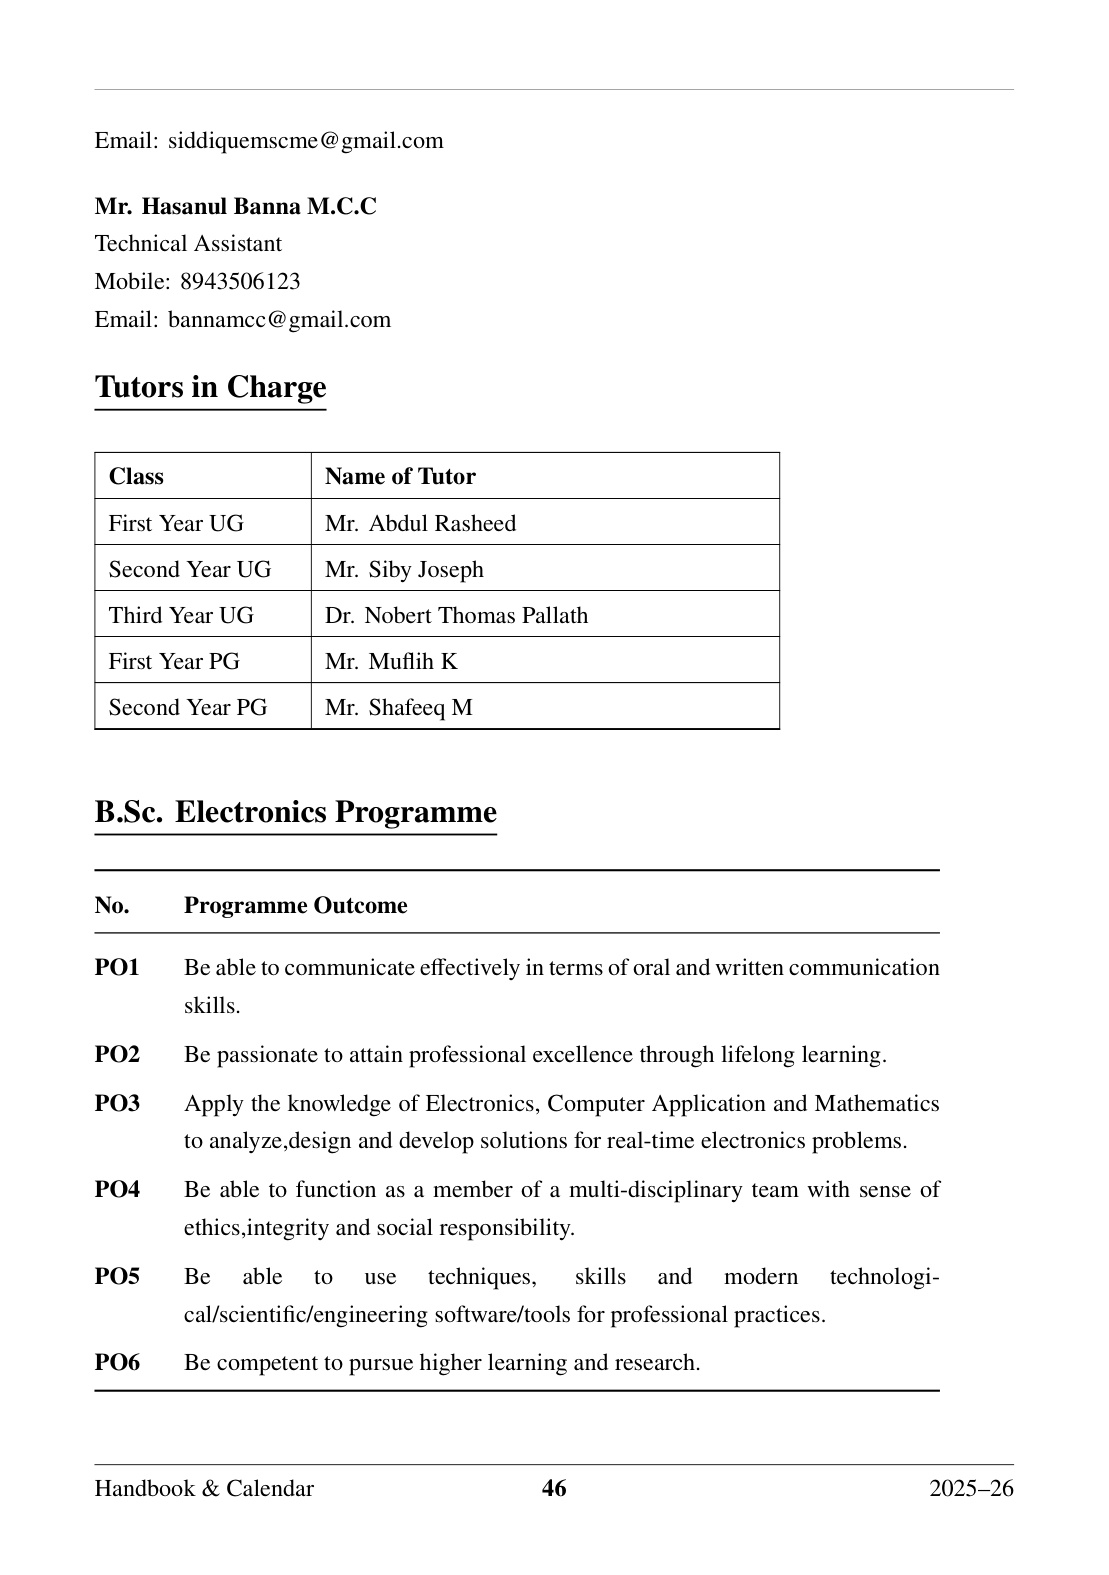 Email: siddiquemscme@gmail.com
Mr. Hasanul Banna M.C.C
Technical Assistant
Mobile: 8943506123
Email: bannamcc@gmail.com
Tutors in Charge
Class Name of Tutor
First Year UG Mr. Abdul Rasheed
Second Year UG Mr. Siby Joseph
Third Year UG Dr. Nobert Thomas Pallath
First Year PG Mr. Muflih K
Second Year PG Mr. Shafeeq M
B.Sc. Electronics Programme
No. Programme Outcome
PO1 Be able to communicate effectively in terms of oral and written communication
skills.
PO2 Be passionate to attain professional excellence through lifelong learning.
PO3 Apply the knowledge of Electronics, Computer Application and Mathematics
to analyze,design and develop solutions for real-time electronics problems.
PO4 Be able to function as a member of a multi-disciplinary team with sense of
ethics,integrity and social responsibility.
PO5 Be able to use techniques, skills and modern technologi-
cal/scientific/engineering software/tools for professional practices.
PO6 Be competent to pursue higher learning and research.
Handbook & Calendar 46 2025–26